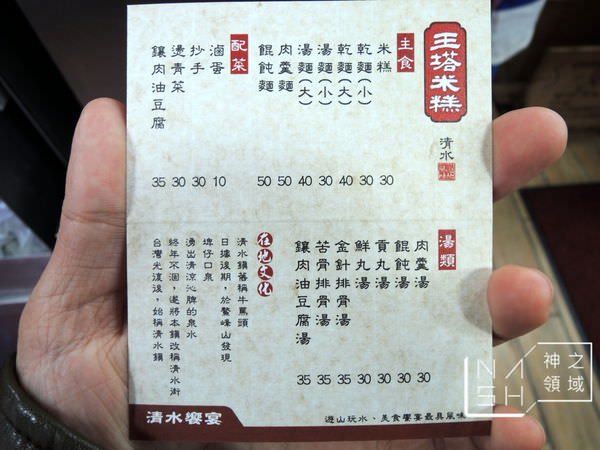 王塔米糕
清水
主食
米糕 30
乾麵(小) 30
乾麵(大) 40
湯麵(小) 30
湯麵(大) 40
肉羹麵 50
餛飩麵 50
配菜
滷蛋 10
抄手 30
燙青菜 30
鑲肉油豆腐 35
湯類
肉羹湯 30
餛飩湯 30
貢丸湯 30
鮮丸湯 30
金針排骨湯 35
苦骨排骨湯 35
鑲肉油豆腐湯 35
在地文化
清水鎮舊稱牛罵頭
日據後期，於鰲峰山發現
埤仔口泉
湧出清涼沁脾的泉水
終年不涸，遂將本鎮改稱清水街
台灣光復後，始稱清水鎮
清水饗宴
遊山玩水、美食饗宴最具風味
NASH
神之領域